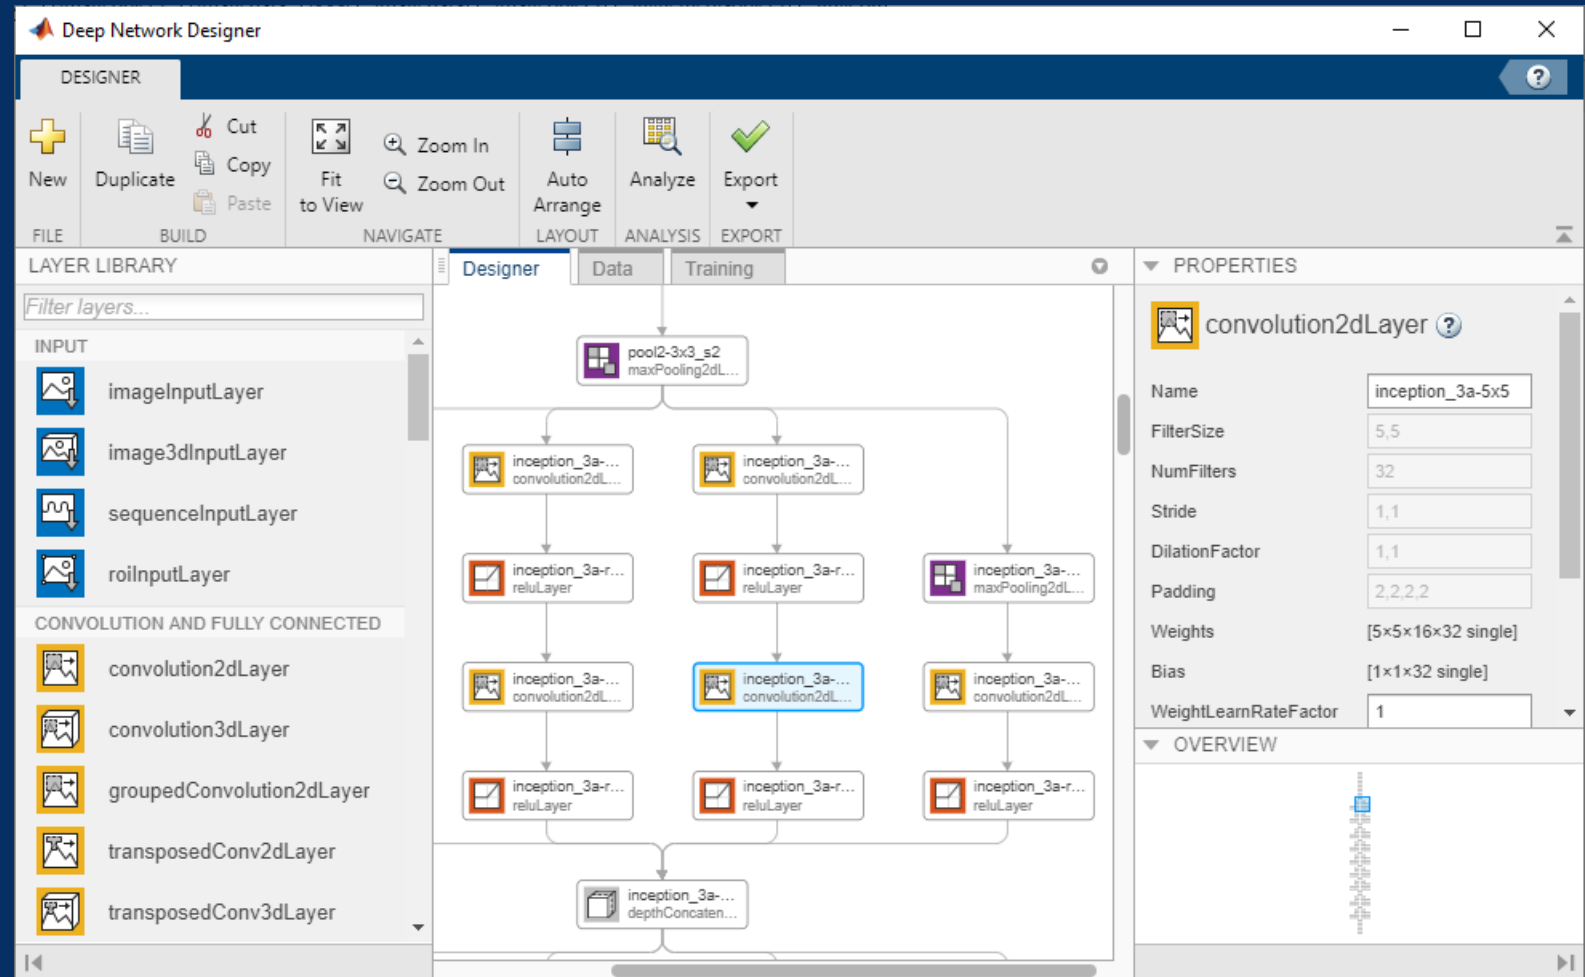 Deep Network Designer
DESIGNER
New
Duplicate
Cut
Copy
Paste
Fit
to View
Zoom In
Zoom Out
Auto
Arrange
Analyze
Export
FILE
BUILD
NAVIGATE
LAYOUT
ANALYSIS
EXPORT
LAYER LIBRARY
Filter layers...
INPUT
imageInputLayer
image3dInputLayer
sequenceInputLayer
roiInputLayer
CONVOLUTION AND FULLY CONNECTED
convolution2dLayer
convolution3dLayer
groupedConvolution2dLayer
transposedConv2dLayer
transposedConv3dLayer
Designer
Data
Training
pool2-3x3_s2
maxPooling2dL...
inception_3a-...
convolution2dL...
inception_3a-...
convolution2dL...
inception_3a-r...
reluLayer
inception_3a-r...
reluLayer
inception_3a-...
maxPooling2dL...
inception_3a-...
convolution2dL...
inception_3a-...
convolution2dL...
inception_3a-...
convolution2dL...
inception_3a-r...
reluLayer
inception_3a-r...
reluLayer
inception_3a-r...
reluLayer
inception_3a-...
depthConcaten...
PROPERTIES
convolution2dLayer ?
Name inception_3a-5x5
FilterSize 5,5
NumFilters 32
Stride 1,1
DilationFactor 1,1
Padding 2,2,2,2
Weights [5×5×16×32 single]
Bias [1×1×32 single]
WeightLearnRateFactor 1
OVERVIEW